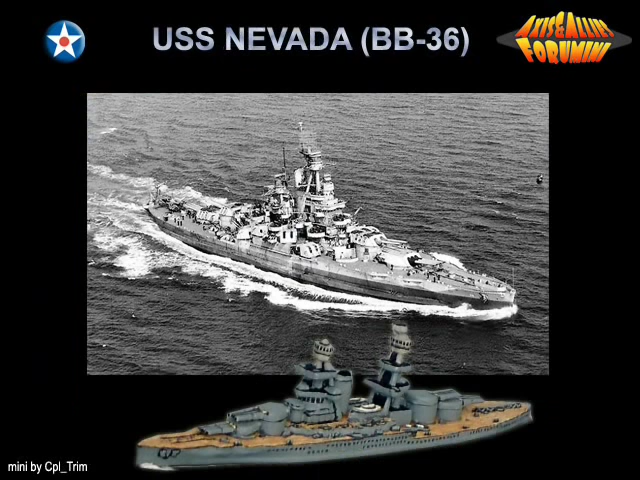 USS NEVADA (BB-36)
AXIS & ALLIES
FORUMINI
mini by Cpl_Trim